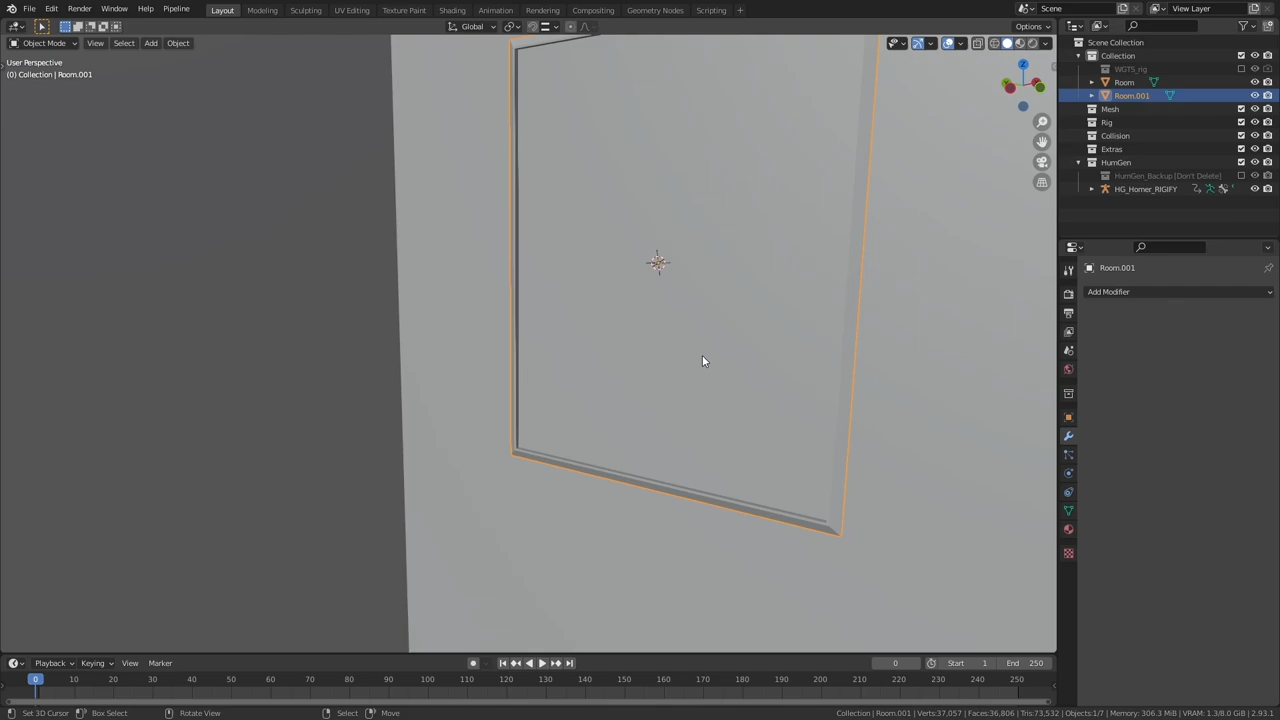 File Edit Render Window Help Pipeline
Layout Modeling Sculpting UV Editing Texture Paint Shading Animation Rendering Compositing Geometry Nodes Scripting +
Scene
View Layer
Global
Options
Object Mode View Select Add Object
User Perspective
(0) Collection | Room.001
Z
Scene Collection
Collection
WGTS_rig
Room
Room.001
Mesh
Rig
Collision
Extras
HumGen
HumGen_Backup [Don't Delete]
HG_Homer_RIGIFY
Room.001
Add Modifier
Playback Keying View Marker
0
Start 1
End 250
0 10 20 30 40 50 60 70 80 90 100 110 120 130 140 150 160 170 180 190 200 210 220 230 240 250
Set 3D Cursor Box Select Rotate View Select Move
Collection | Room.001 | Verts:37,057 | Faces:36,806 | Tris:73,532 | Objects:1/7 | Memory: 306.3 MiB | VRAM: 1.3/8.0 GiB | 2.93.1